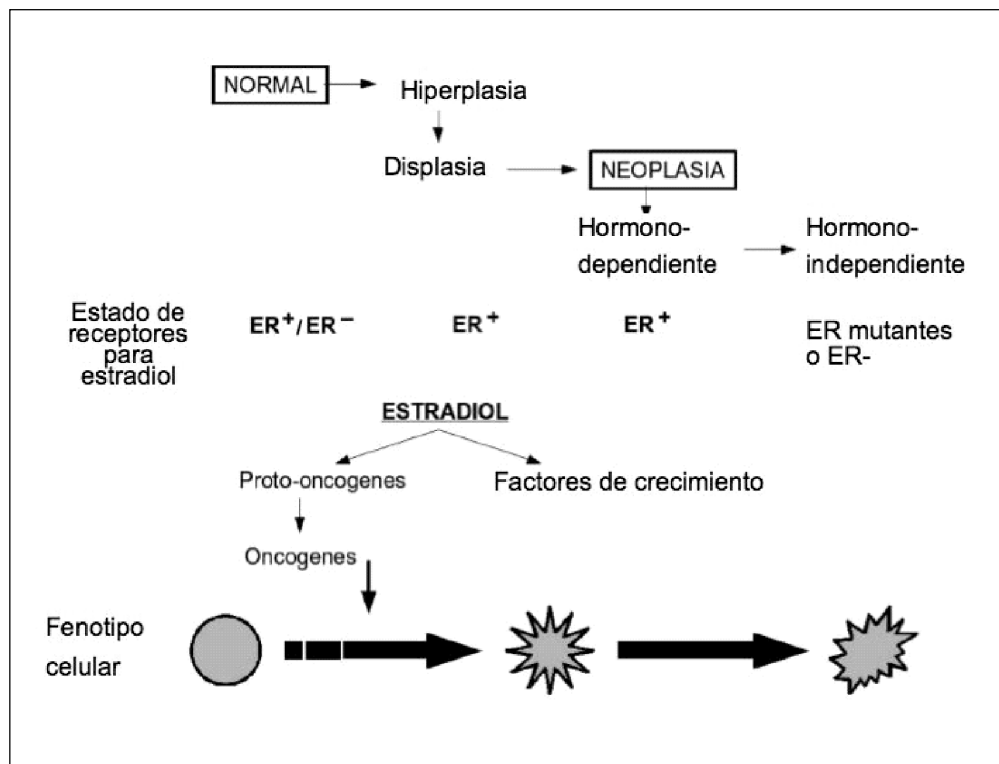 NORMAL
Hiperplasia
Displasia
NEOPLASIA
Hormono-
dependiente
Hormono-
independiente
Estado de
receptores
para
estradiol
ER+/ER−
ER+
ER+
ER mutantes
o ER-
ESTRADIOL
Proto-oncogenes
Factores de crecimiento
Oncogenes
Fenotipo
celular